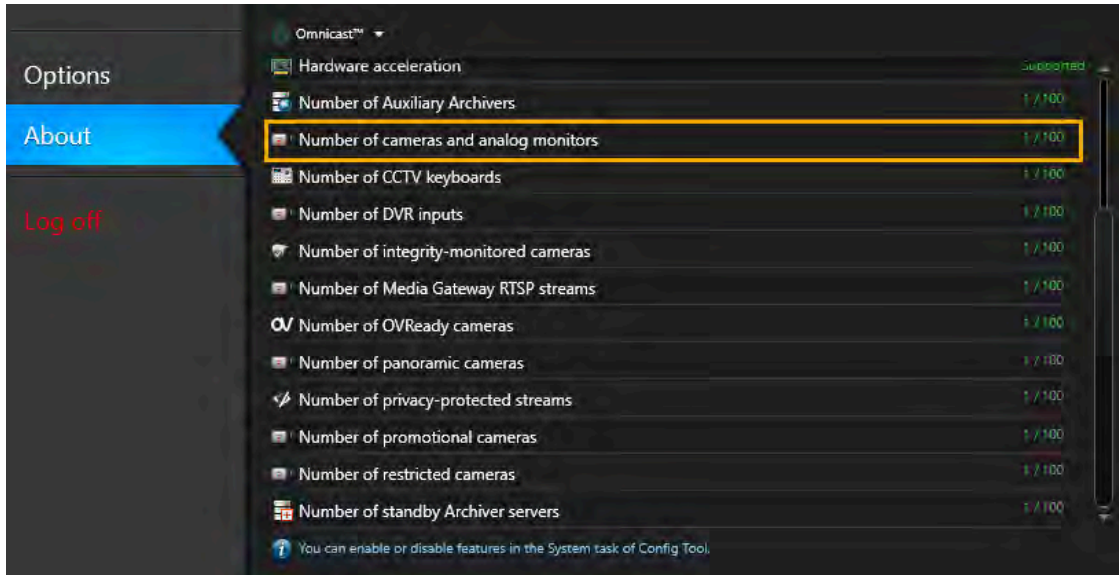 Omnicast™
Options
About
Log off
Hardware acceleration Supported
Number of Auxiliary Archivers 1 / 100
Number of cameras and analog monitors 1 / 100
Number of CCTV keyboards 1 / 100
Number of DVR inputs 1 / 100
Number of integrity-monitored cameras 1 / 100
Number of Media Gateway RTSP streams 1 / 100
Number of OVReady cameras 1 / 100
Number of panoramic cameras 1 / 100
Number of privacy-protected streams 1 / 100
Number of promotional cameras 1 / 100
Number of restricted cameras 1 / 100
Number of standby Archiver servers 1 / 100
You can enable or disable features in the System task of Config Tool.